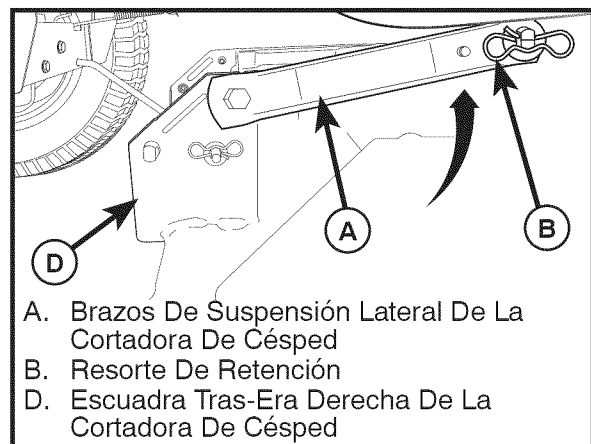 A
B
D
A. Brazos De Suspensión Lateral De La
Cortadora De Césped
B. Resorte De Retención
D. Escuadra Tras-Era Derecha De La
Cortadora De Césped